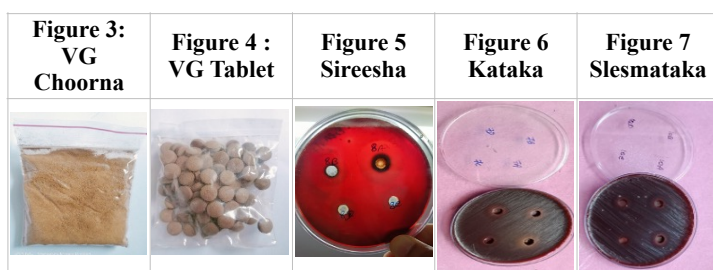 Figure 3:
VG
Choorna
Figure 4 :
VG Tablet
Figure 5
Sireesha
Figure 6
Kataka
Figure 7
Slesmataka